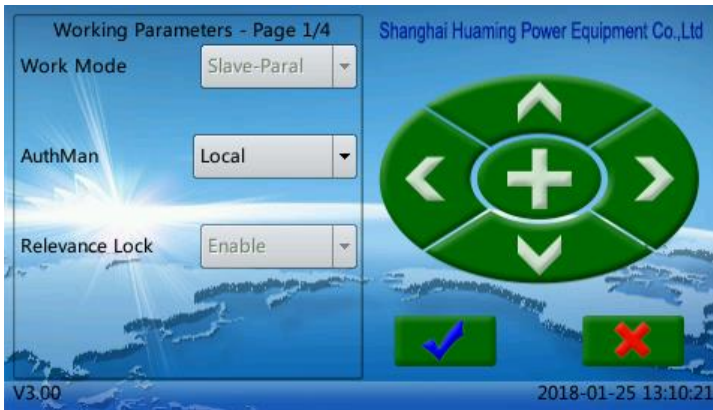 Working Parameters - Page 1/4
Shanghai Huaming Power Equipment Co.,Ltd
Work Mode
Slave-Paral
AuthMan
Local
Relevance Lock
Enable
V3.00
2018-01-25 13:10:21